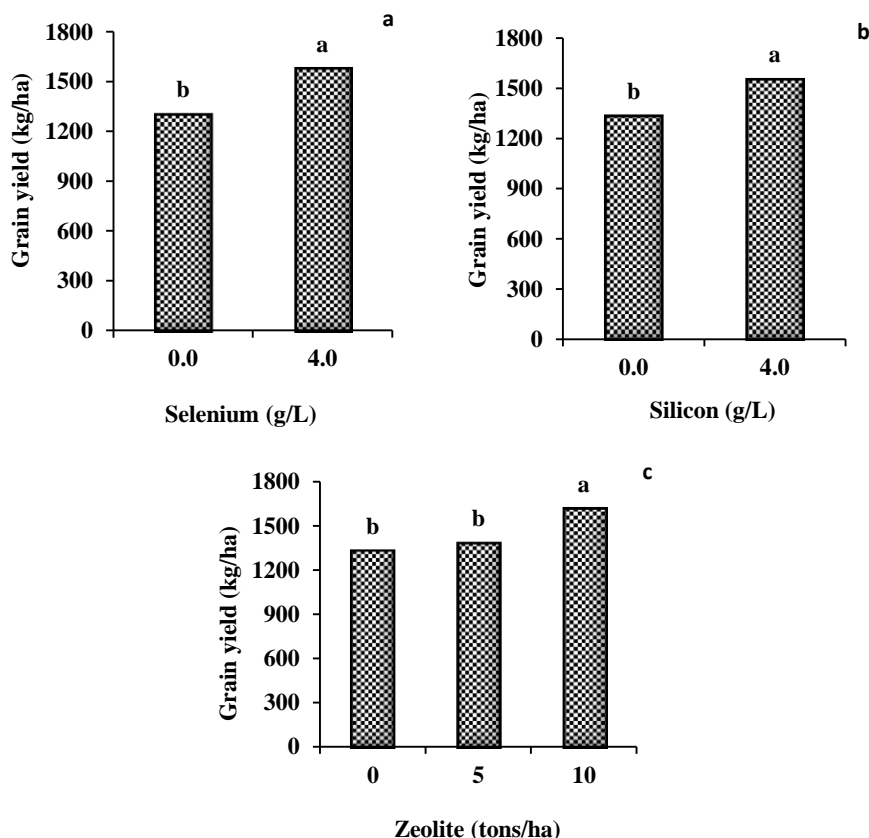 a
1800
1500
1200
900
600
300
0
Grain yield (kg/ha)
b
a
0.0 4.0
Selenium (g/L)
b
1800
1500
1200
900
600
300
0
Grain yield (kg/ha)
b
a
0.0 4.0
Silicon (g/L)
c
1800
1500
1200
900
600
300
0
Grain yield (kg/ha)
b
b
a
0 5 10
Zeolite (tons/ha)